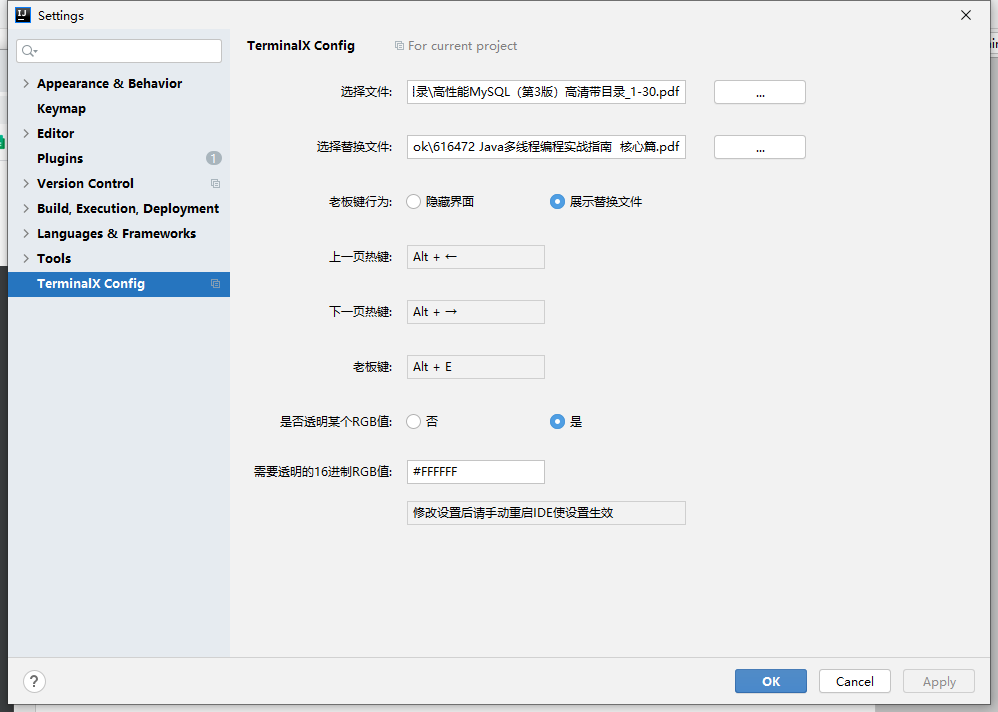 Settings
TerminalX Config
For current project
Appearance & Behavior
Keymap
Editor
Plugins
1
Version Control
Build, Execution, Deployment
Languages & Frameworks
Tools
TerminalX Config
选择文件:
录\高性能MySQL（第3版）高清带目录_1-30.pdf
...
选择替换文件:
ok\616472 Java多线程编程实战指南 核心篇.pdf
...
老板键行为:
隐藏界面
展示替换文件
上一页热键:
Alt + ←
下一页热键:
Alt + →
老板键:
Alt + E
是否透明某个RGB值:
否
是
需要透明的16进制RGB值:
#FFFFFF
修改设置后请手动重启IDE使设置生效
?
OK
Cancel
Apply